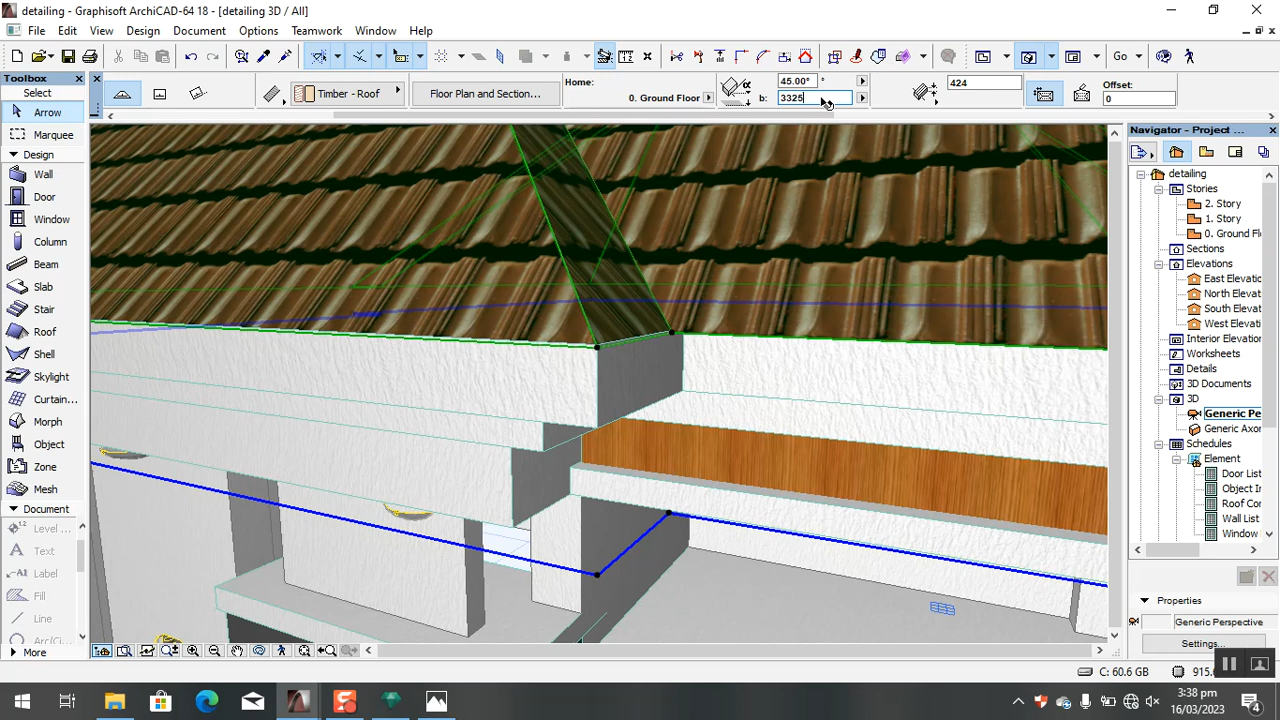 detailing - Graphisoft ArchiCAD-64 18 - [detailing 3D / All]
File Edit View Design Document Options Teamwork Window Help
Go
Toolbox
Select
Arrow
Marquee
Design
Wall
Door
Window
Column
Beam
Slab
Stair
Roof
Shell
Skylight
Curtain...
Morph
Object
Zone
Mesh
Document
Level ...
Text
Label
Fill
Line
More
Timber - Roof
Floor Plan and Section...
Home:
0. Ground Floor
α
45.00° °
b: 3325
424
Offset:
0
Navigator - Project ...
detailing
Stories
2. Story
1. Story
0. Ground Fl
Sections
Elevations
East Elevati
North Elevat
South Elevat
West Elevati
Interior Elevation
Worksheets
Details
3D Documents
3D
Generic Pe
Generic Axon
Schedules
Element
Door List
Object In
Roof Cor
Wall List
Window
Properties
Generic Perspective
Settings...
C: 60.6 GB
915.
3:38 pm
16/03/2023
4